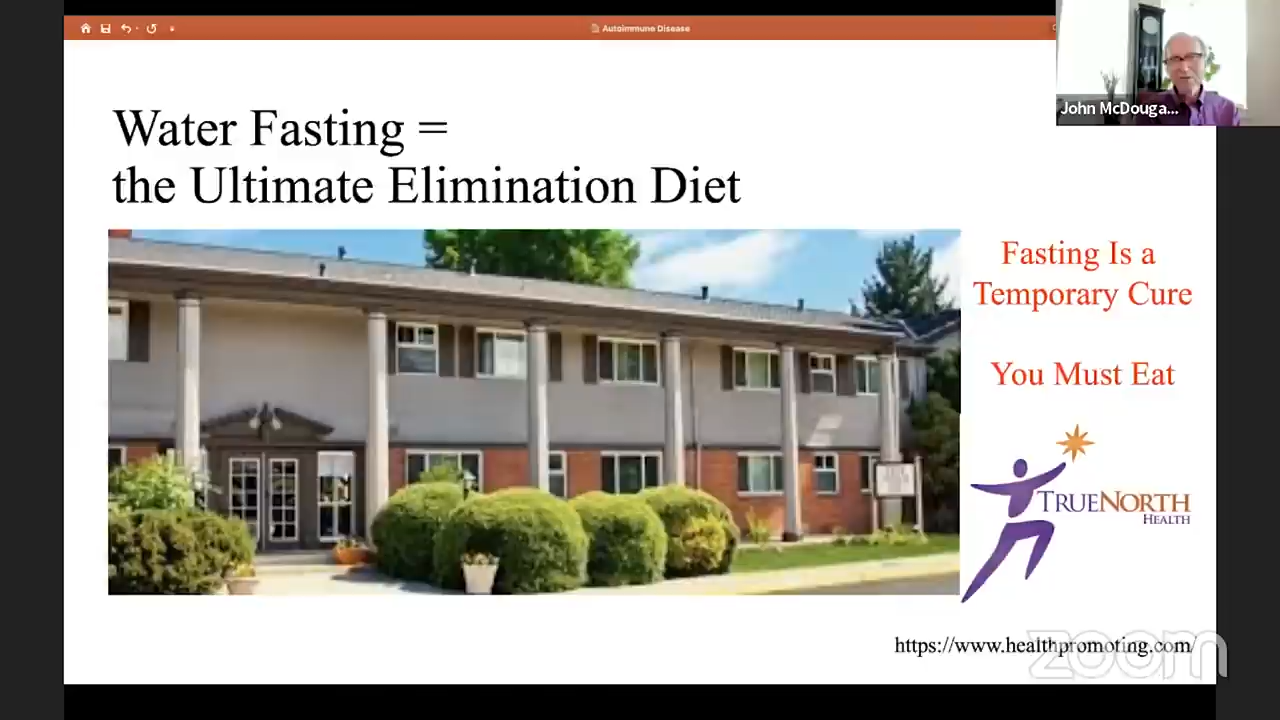 Autoimmune Disease
John McDouga...
Water Fasting =
the Ultimate Elimination Diet
Fasting Is a
Temporary Cure
You Must Eat
TRUENORTH
HEALTH
https://www.healthpromoting.com/
zoom